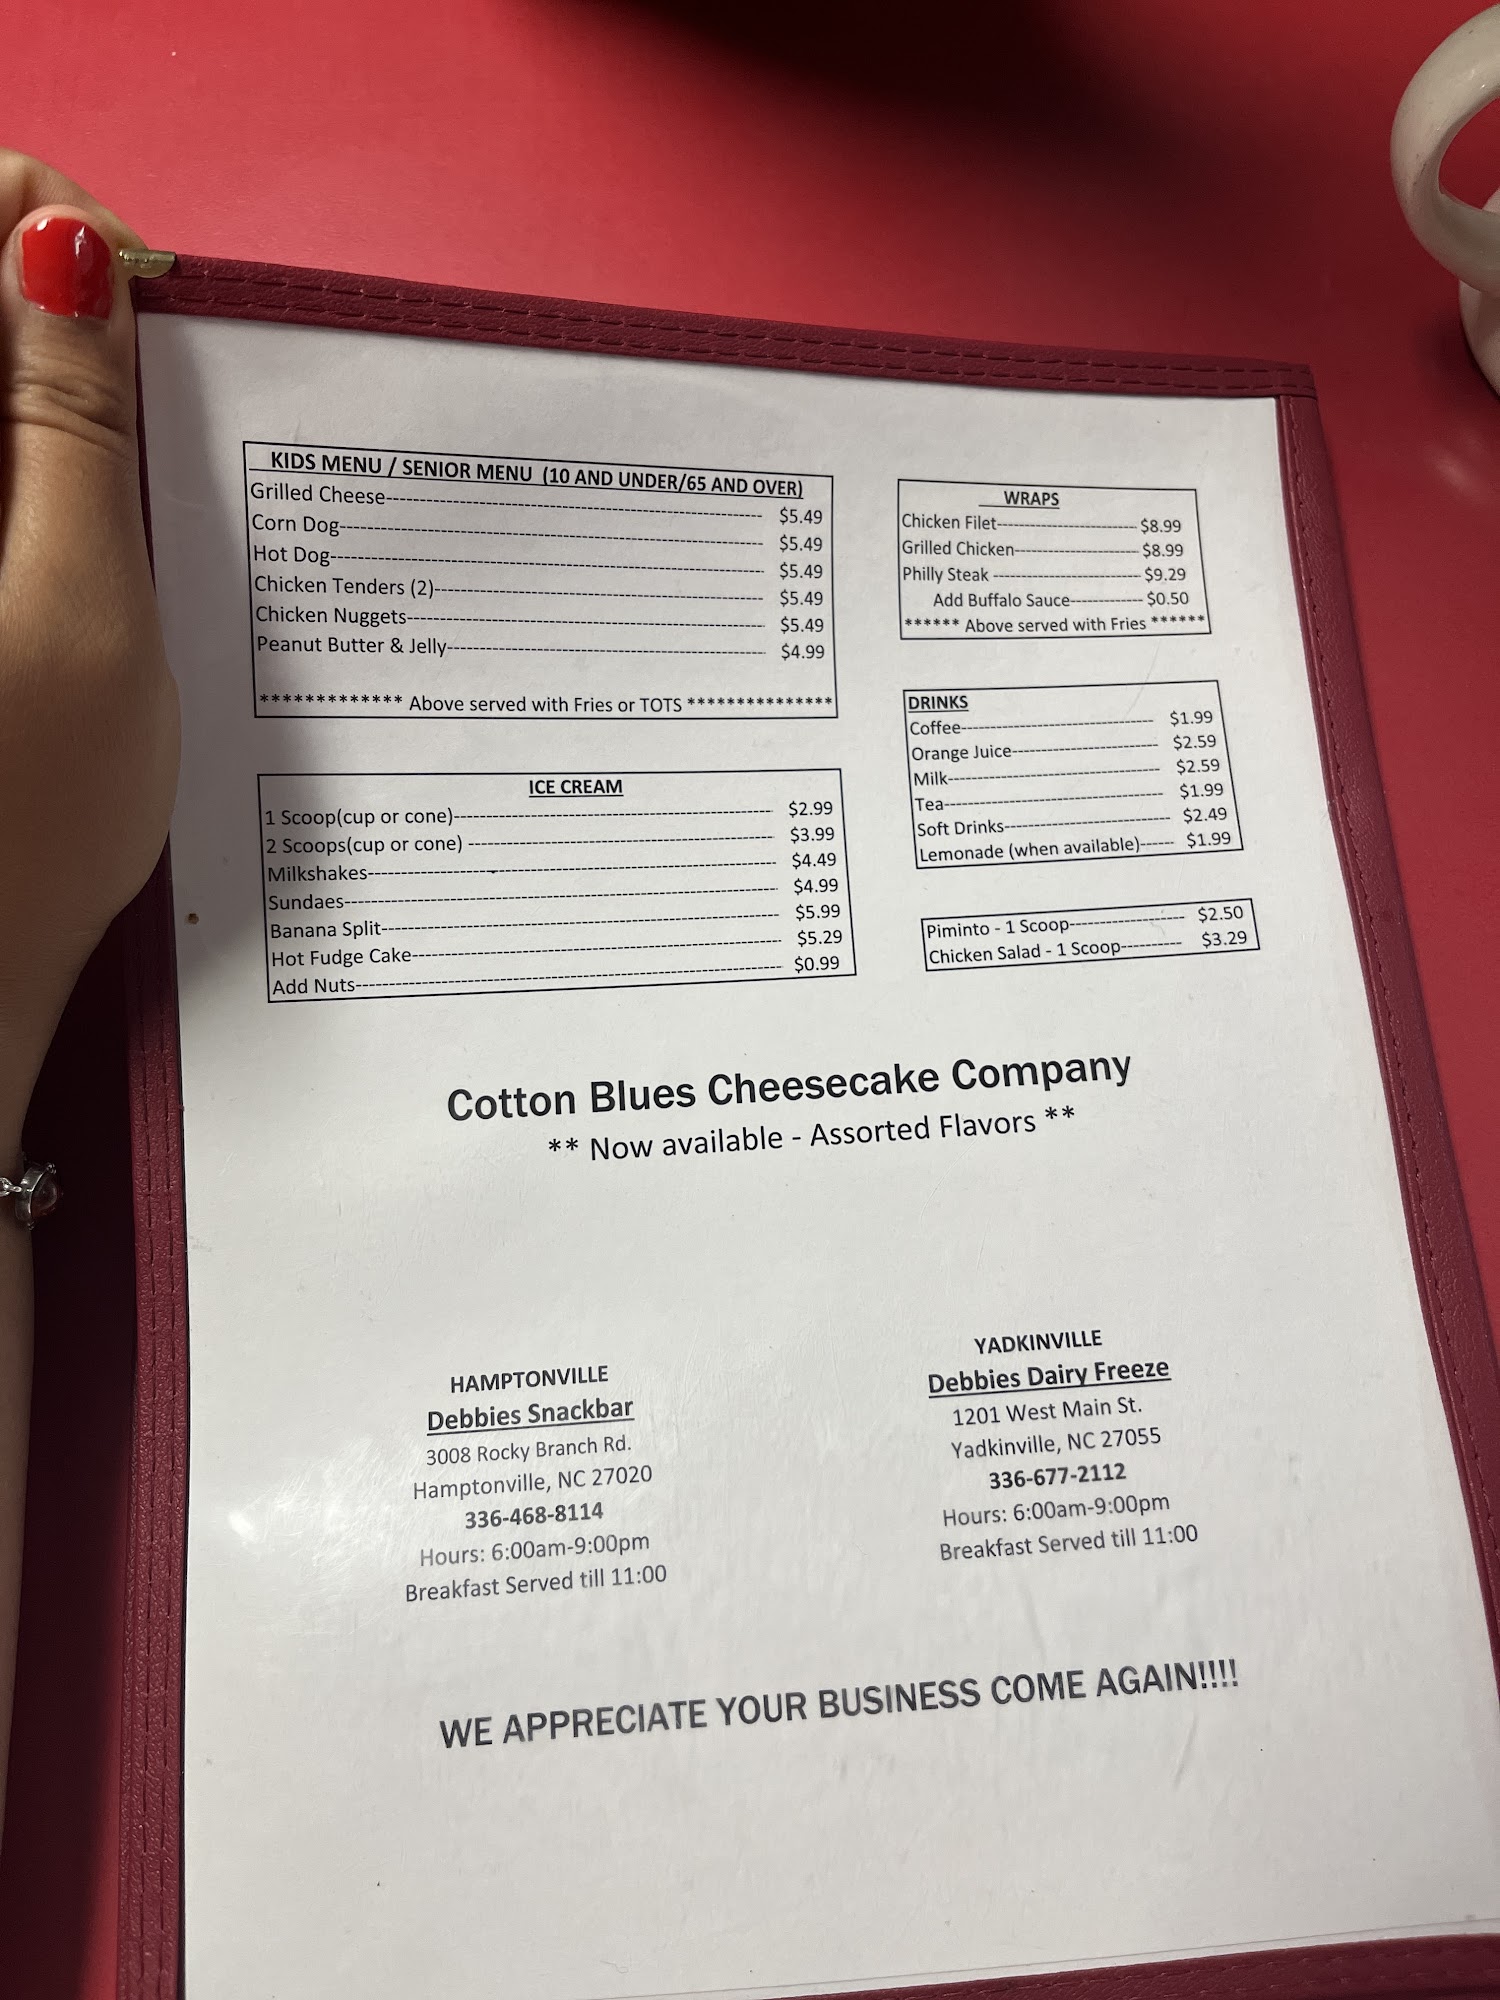 KIDS MENU / SENIOR MENU (10 AND UNDER/65 AND OVER)
Grilled Cheese $5.49
Corn Dog $5.49
Hot Dog $5.49
Chicken Tenders (2) $5.49
Chicken Nuggets $5.49
Peanut Butter & Jelly $4.99
************* Above served with Fries or TOTS ***************
ICE CREAM
1 Scoop(cup or cone) $2.99
2 Scoops(cup or cone) $3.99
Milkshakes $4.49
Sundaes $4.99
Banana Split $5.99
Hot Fudge Cake $5.29
Add Nuts $0.99
WRAPS
Chicken Filet $8.99
Grilled Chicken $8.99
Philly Steak $9.29
Add Buffalo Sauce $0.50
****** Above served with Fries ******
DRINKS
Coffee $1.99
Orange Juice $2.59
Milk $2.59
Tea $1.99
Soft Drinks $2.49
Lemonade (when available) $1.99
Piminto - 1 Scoop $2.50
Chicken Salad - 1 Scoop $3.29
Cotton Blues Cheesecake Company
** Now available - Assorted Flavors **
HAMPTONVILLE
Debbies Snackbar
3008 Rocky Branch Rd.
Hamptonville, NC 27020
336-468-8114
Hours: 6:00am-9:00pm
Breakfast Served till 11:00
YADKINVILLE
Debbies Dairy Freeze
1201 West Main St.
Yadkinville, NC 27055
336-677-2112
Hours: 6:00am-9:00pm
Breakfast Served till 11:00
WE APPRECIATE YOUR BUSINESS COME AGAIN!!!!